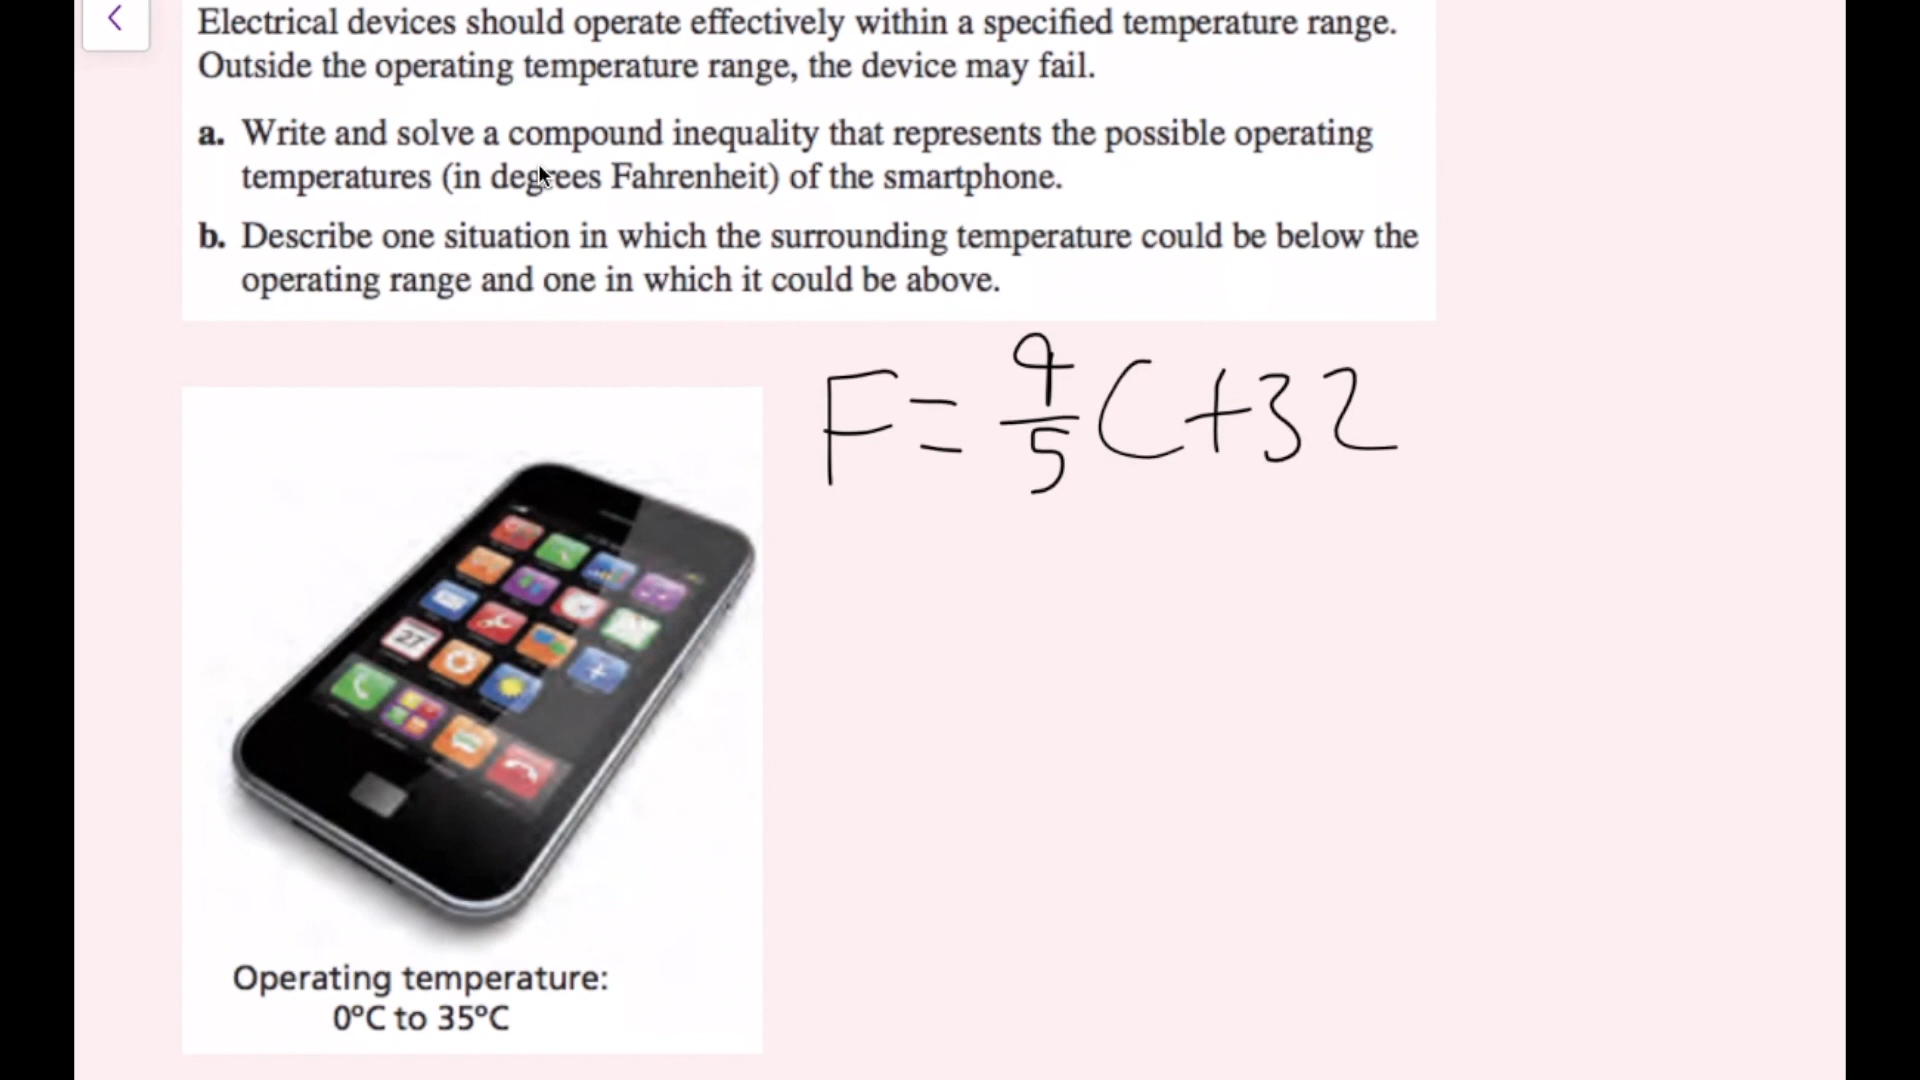 Electrical devices should operate effectively within a specified temperature range.
Outside the operating temperature range, the device may fail.
a. Write and solve a compound inequality that represents the possible operating
temperatures (in degrees Fahrenheit) of the smartphone.
b. Describe one situation in which the surrounding temperature could be below the
operating range and one in which it could be above.
F = 9/5 C + 32
27
Operating temperature:
0°C to 35°C